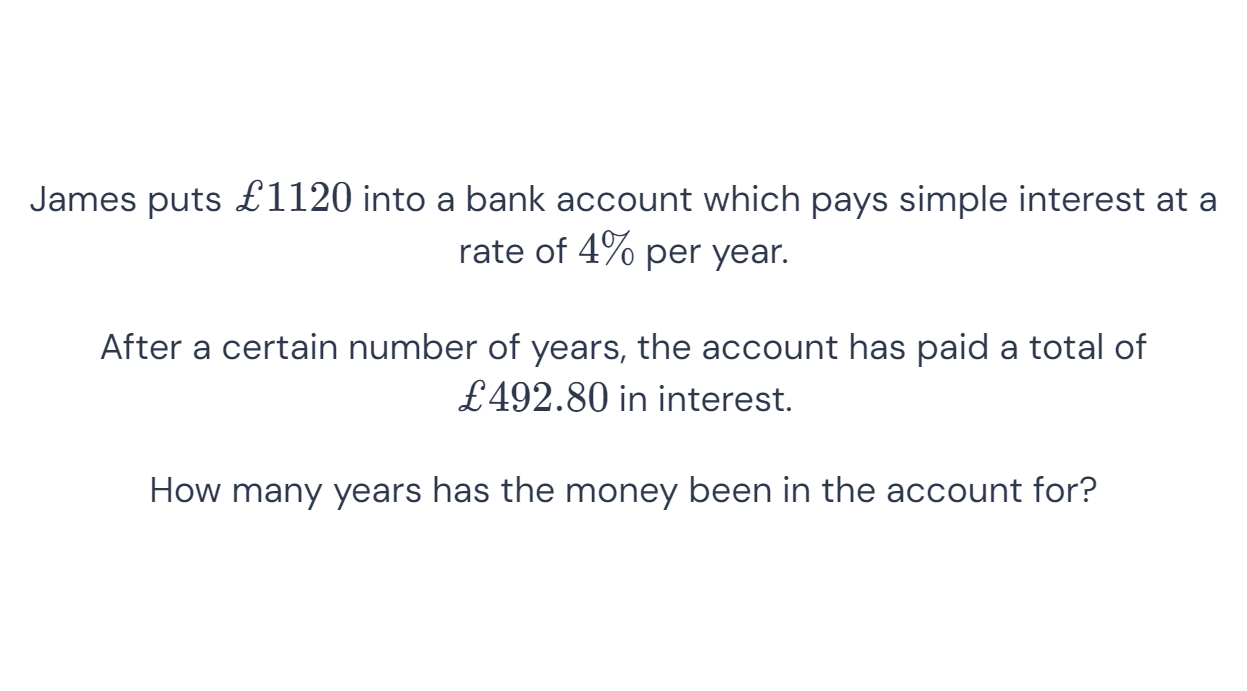 James puts £1120 into a bank account which pays simple interest at a
rate of 4% per year.
After a certain number of years, the account has paid a total of
£492.80 in interest.
How many years has the money been in the account for?